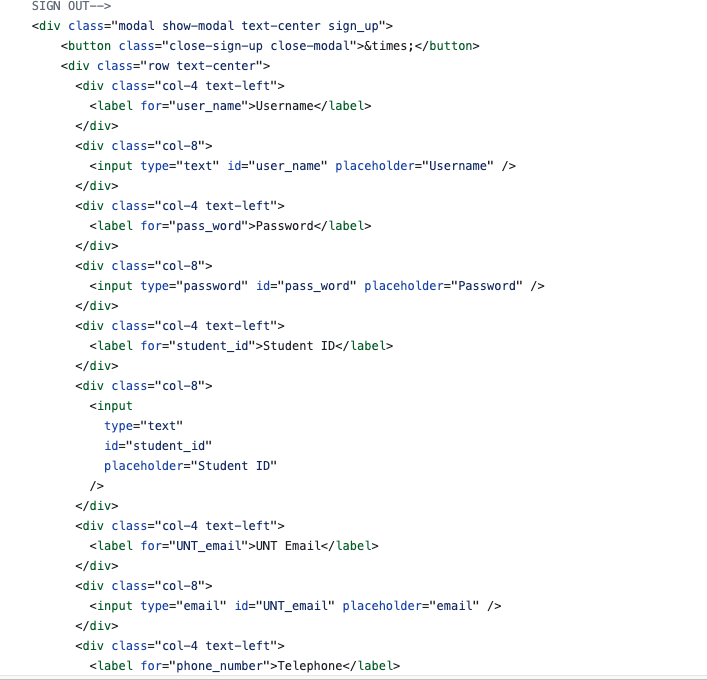 SIGN OUT-->
<div class="modal show-modal text-center sign_up">
<button class="close-sign-up close-modal">&times;</button>
<div class="row text-center">
<div class="col-4 text-left">
<label for="user_name">Username</label>
</div>
<div class="col-8">
<input type="text" id="user_name" placeholder="Username" />
</div>
<div class="col-4 text-left">
<label for="pass_word">Password</label>
</div>
<div class="col-8">
<input type="password" id="pass_word" placeholder="Password" />
</div>
<div class="col-4 text-left">
<label for="student_id">Student ID</label>
</div>
<div class="col-8">
<input
type="text"
id="student_id"
placeholder="Student ID"
/>
</div>
<div class="col-4 text-left">
<label for="UNT_email">UNT Email</label>
</div>
<div class="col-8">
<input type="email" id="UNT_email" placeholder="email" />
</div>
<div class="col-4 text-left">
<label for="phone_number">Telephone</label>